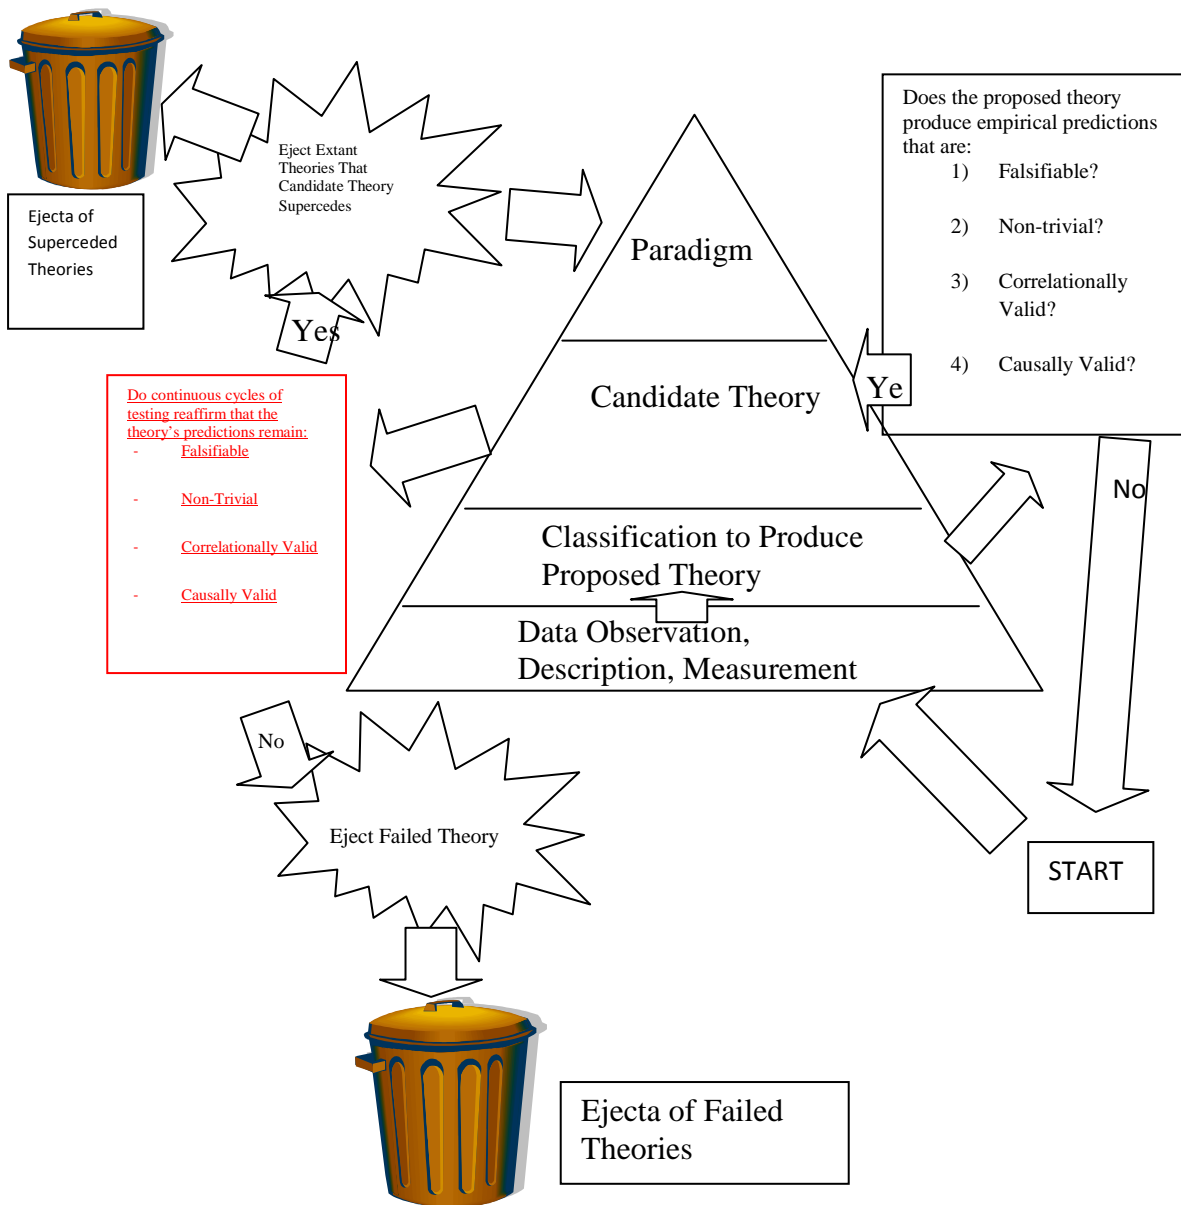 Eject Extant
Theories That
Candidate Theory
Supercedes
Ejecta of
Superceded
Theories
Does the proposed theory
produce empirical predictions
that are:
1) Falsifiable?
2) Non-trivial?
3) Correlationally
Valid?
4) Causally Valid?
Paradigm
Yes
Ye
Candidate Theory
Do continuous cycles of
testing reaffirm that the
theory’s predictions remain:
- Falsifiable
- Non-Trivial
- Correlationally Valid
- Causally Valid
No
Classification to Produce
Proposed Theory
Data Observation,
Description, Measurement
No
Eject Failed Theory
START
Ejecta of Failed
Theories